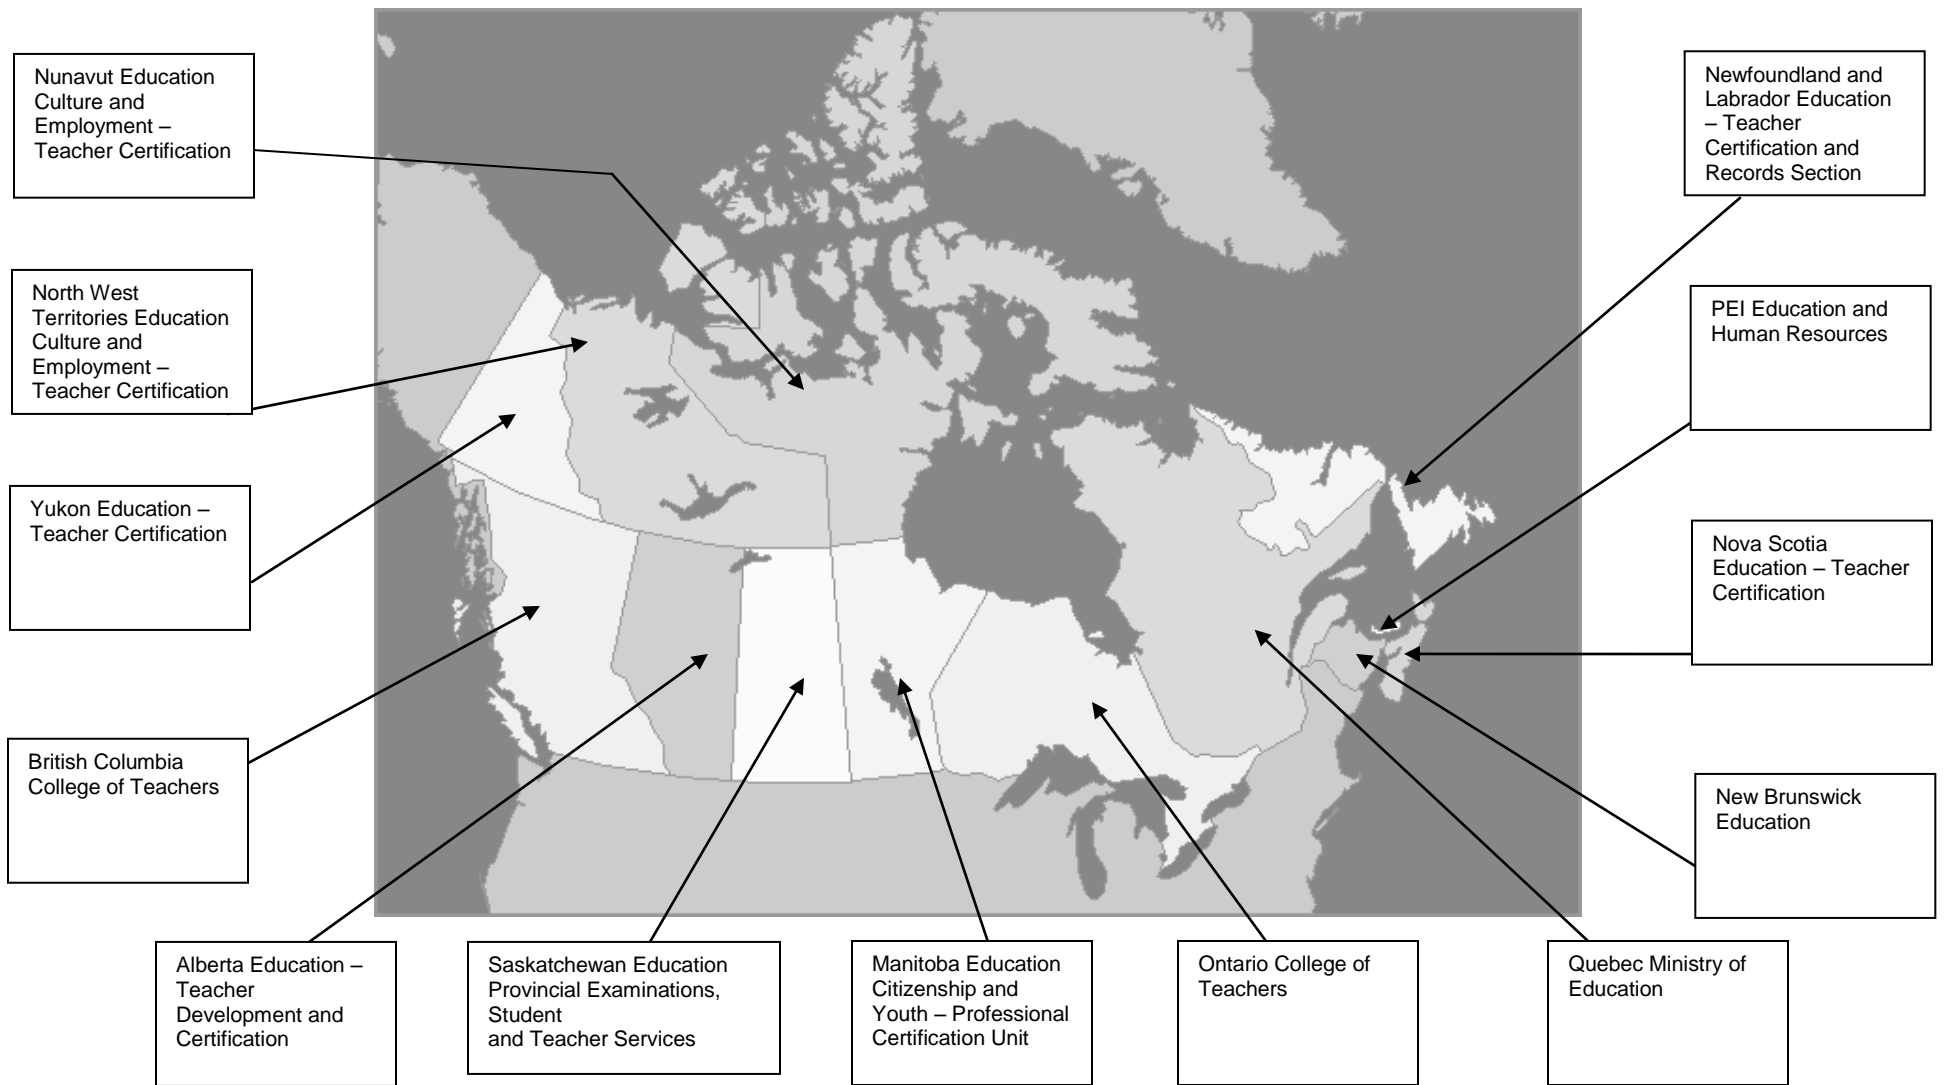 Nunavut Education
Culture and
Employment –
Teacher Certification
North West
Territories Education
Culture and
Employment –
Teacher Certification
Yukon Education –
Teacher Certification
British Columbia
College of Teachers
Alberta Education –
Teacher
Development and
Certification
Saskatchewan Education
Provincial Examinations,
Student
and Teacher Services
Manitoba Education
Citizenship and
Youth – Professional
Certification Unit
Ontario College of
Teachers
Quebec Ministry of
Education
Newfoundland and
Labrador Education
– Teacher
Certification and
Records Section
PEI Education and
Human Resources
Nova Scotia
Education – Teacher
Certification
New Brunswick
Education